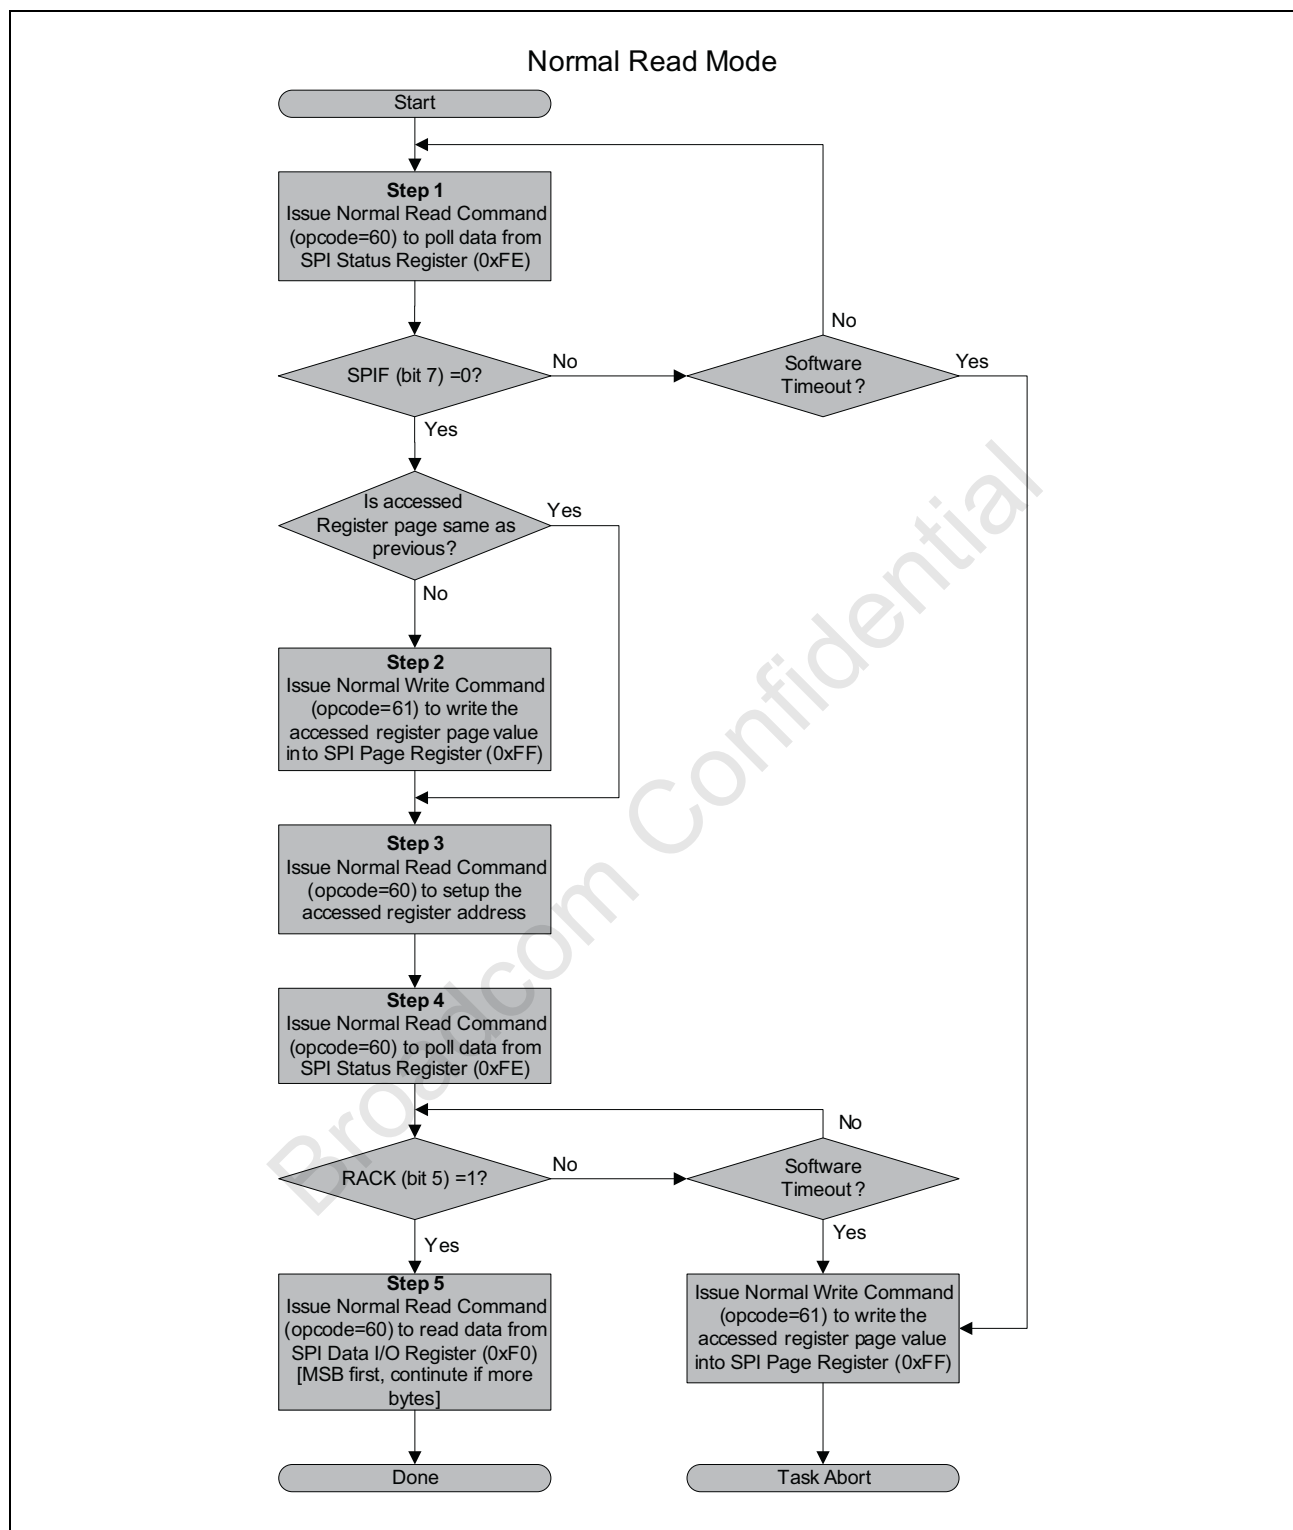 Normal Read Mode
Start
Step 1
Issue Normal Read Command
(opcode=60) to poll data from
SPI Status Register (0xFE)
No
SPIF (bit 7) =0?
No
Software
Timeout ?
Yes
Yes
Is accessed
Register page same as
previous?
Yes
No
Step 2
Issue Normal Write Command
(opcode=61) to write the
accessed register page value
into SPI Page Register (0xFF)
Step 3
Issue Normal Read Command
(opcode=60) to setup the
accessed register address
Step 4
Issue Normal Read Command
(opcode=60) to poll data from
SPI Status Register (0xFE)
No
RACK (bit 5) =1?
No
Software
Timeout ?
Yes
Yes
Step 5
Issue Normal Read Command
(opcode=60) to read data from
SPI Data I/O Register (0xF0)
[MSB first, continute if more
bytes]
Issue Normal Write Command
(opcode=61) to write the
accessed register page value
into SPI Page Register (0xFF)
Done
Task Abort
Broadcom Confidential